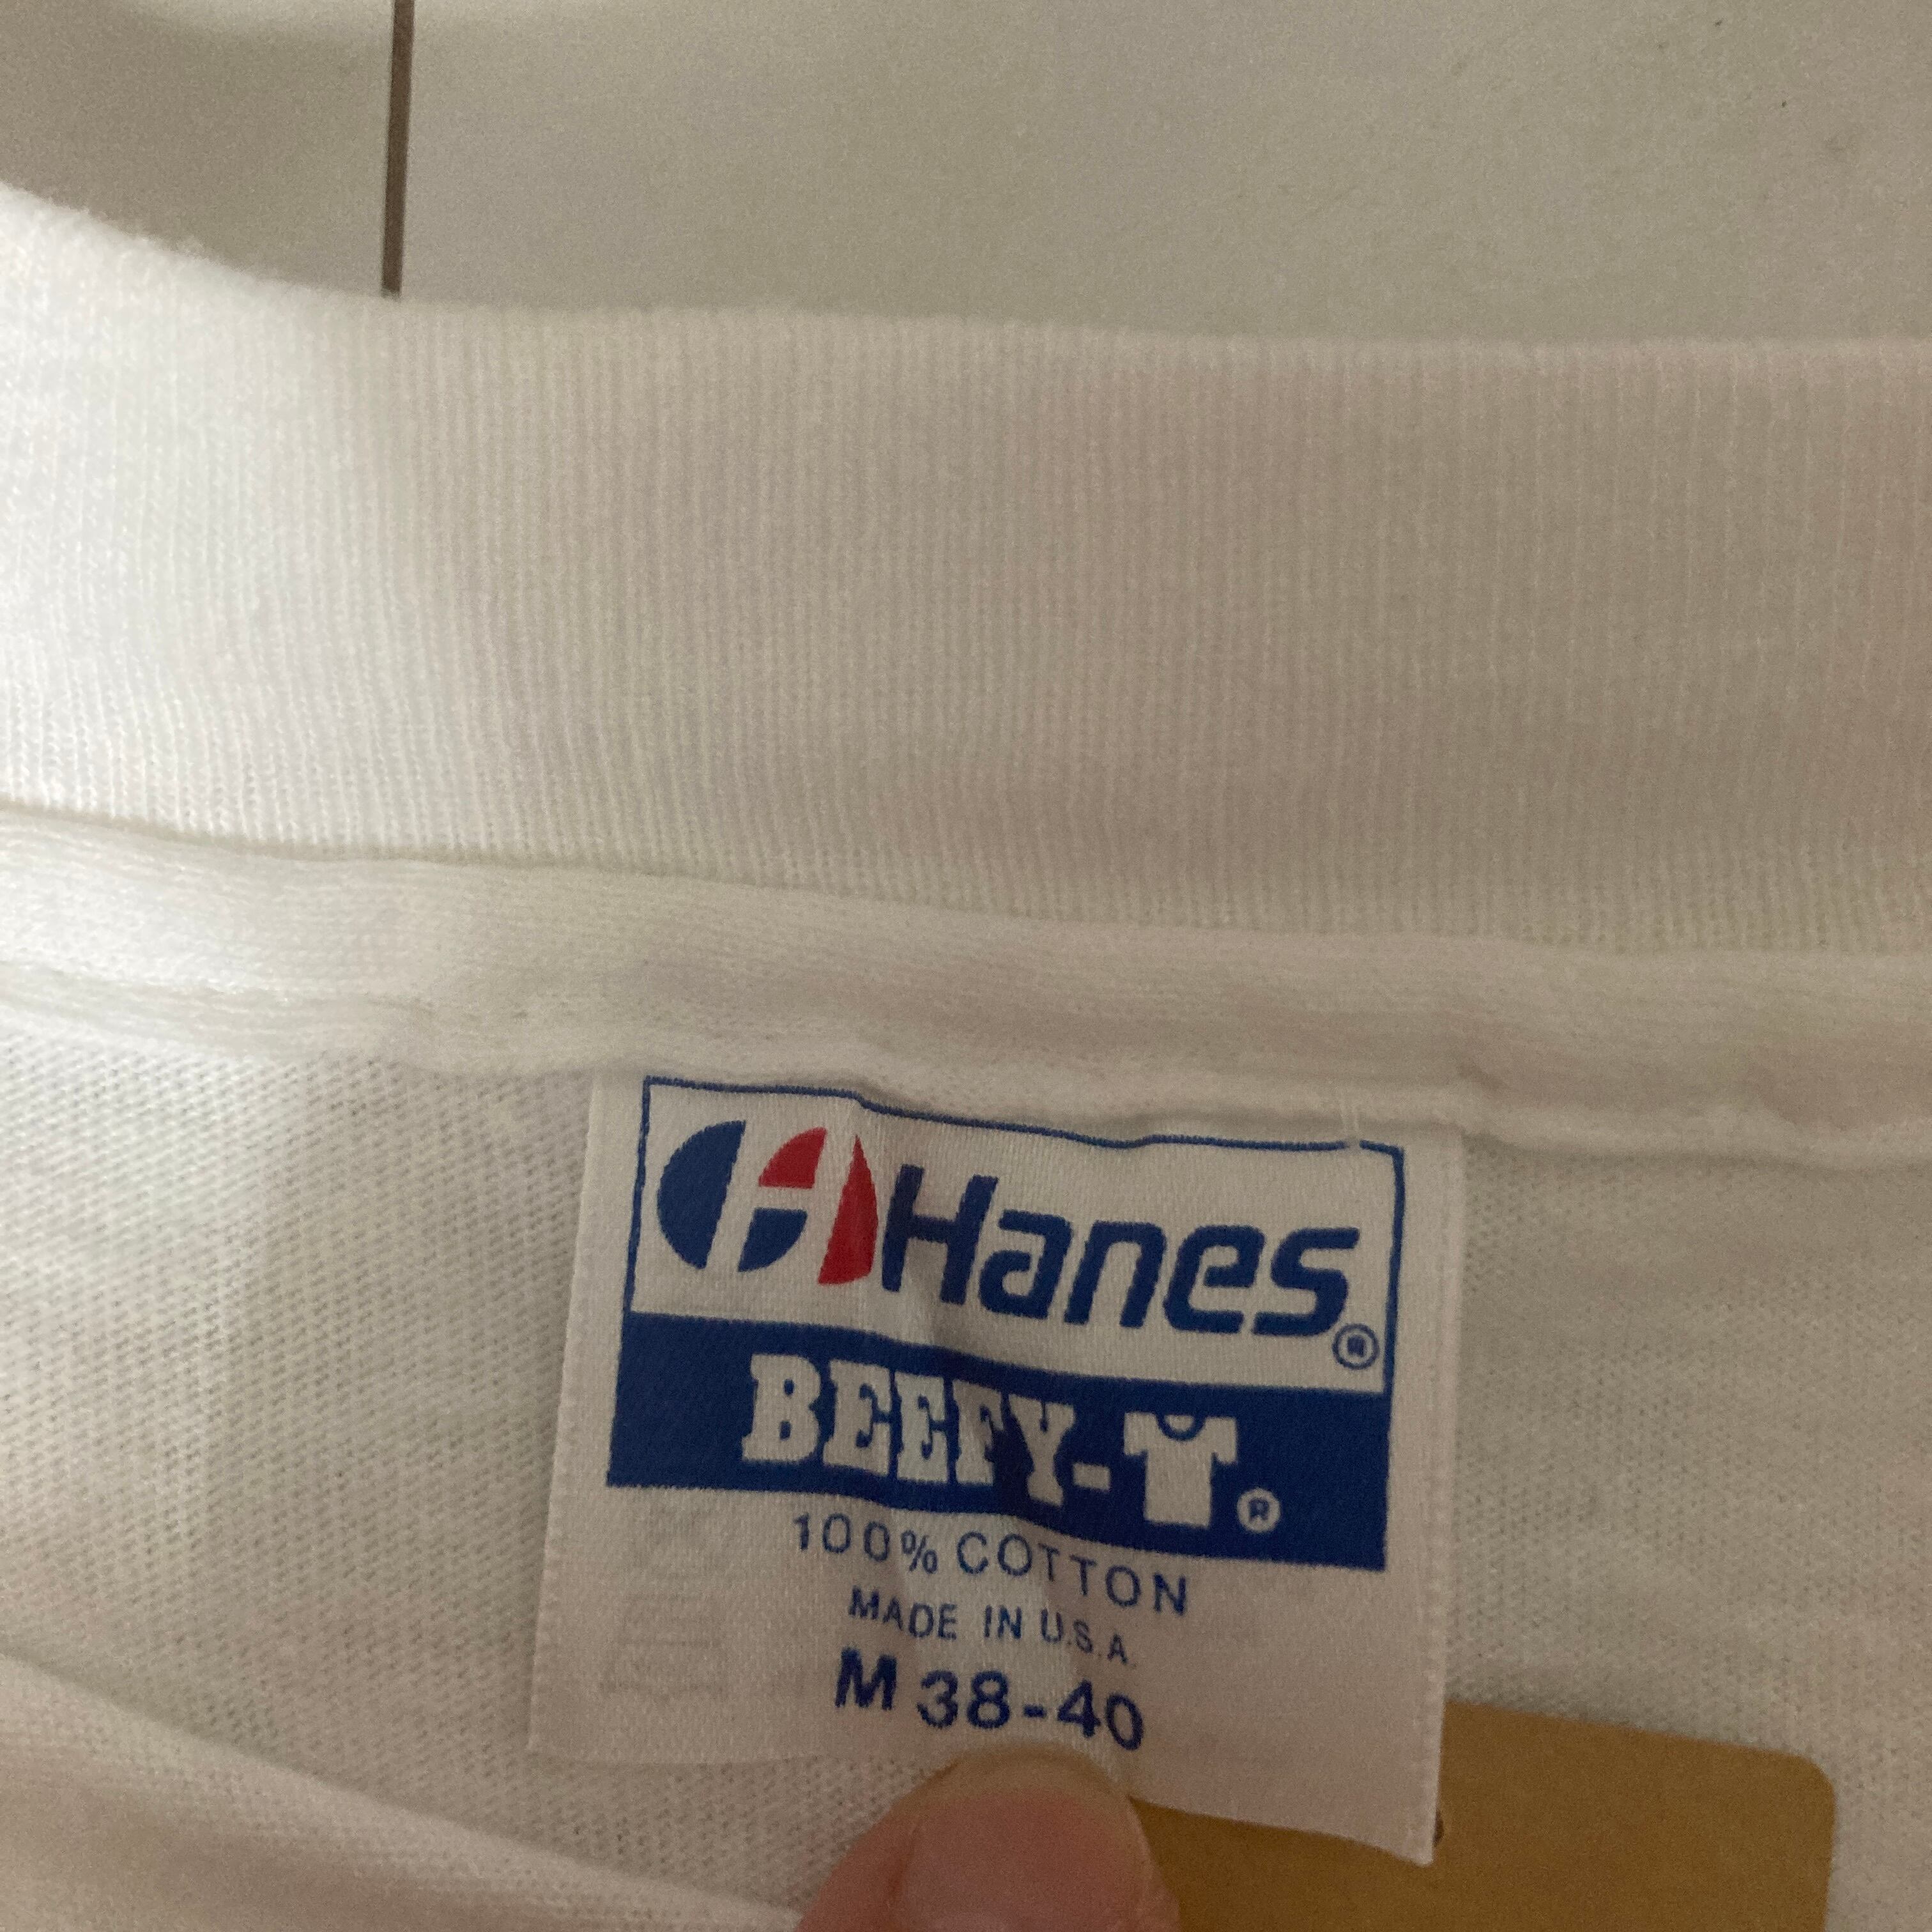 Hanes®
BEEFY-T®
100% COTTON
MADE IN U.S.A.
M 38-40